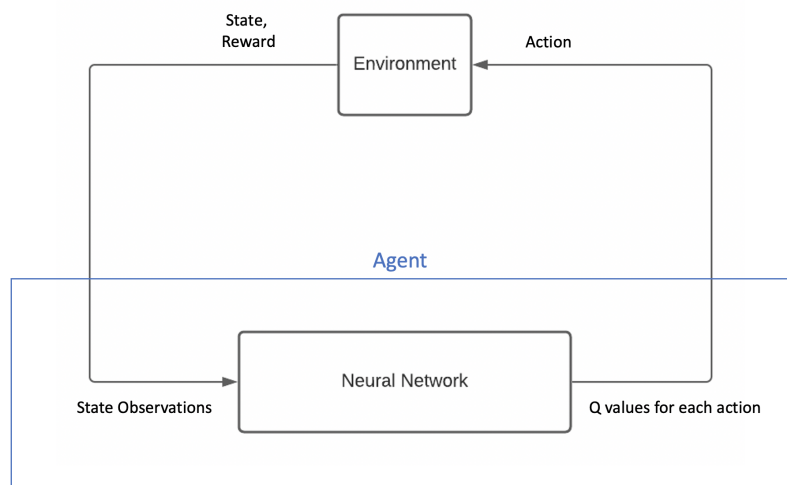 State,
Reward
Environment
Action
Agent
Neural Network
State Observations
Q values for each action